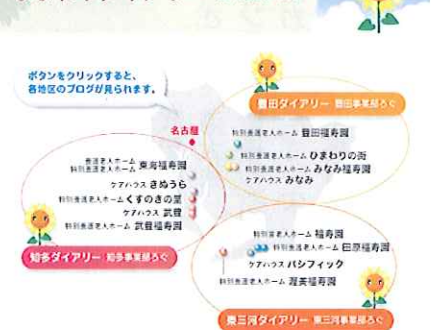 ボタンをクリックすると、
各地区のブログが見られます。
豊田ダイアリー 豊田事業部ろぐ
名古屋
特別養護老人ホーム 豊田福寿園
特別養護老人ホーム ひまわりの街
特別養護老人ホーム みなみ福寿園
ケアハウス みなみ
養護老人ホーム
特別養護老人ホーム 東海福寿園
ケアハウス きぬうら
特別養護老人ホーム くすのきの里
ケアハウス 武豊
特別養護老人ホーム 武豊福寿園
知多ダイアリー 知多事業部ろぐ
特別養護老人ホーム 福寿園
特別養護老人ホーム 田原福寿園
ケアハウス パシフィック
特別養護老人ホーム 渥美福寿園
東三河ダイアリー 東三河事業部ろぐ